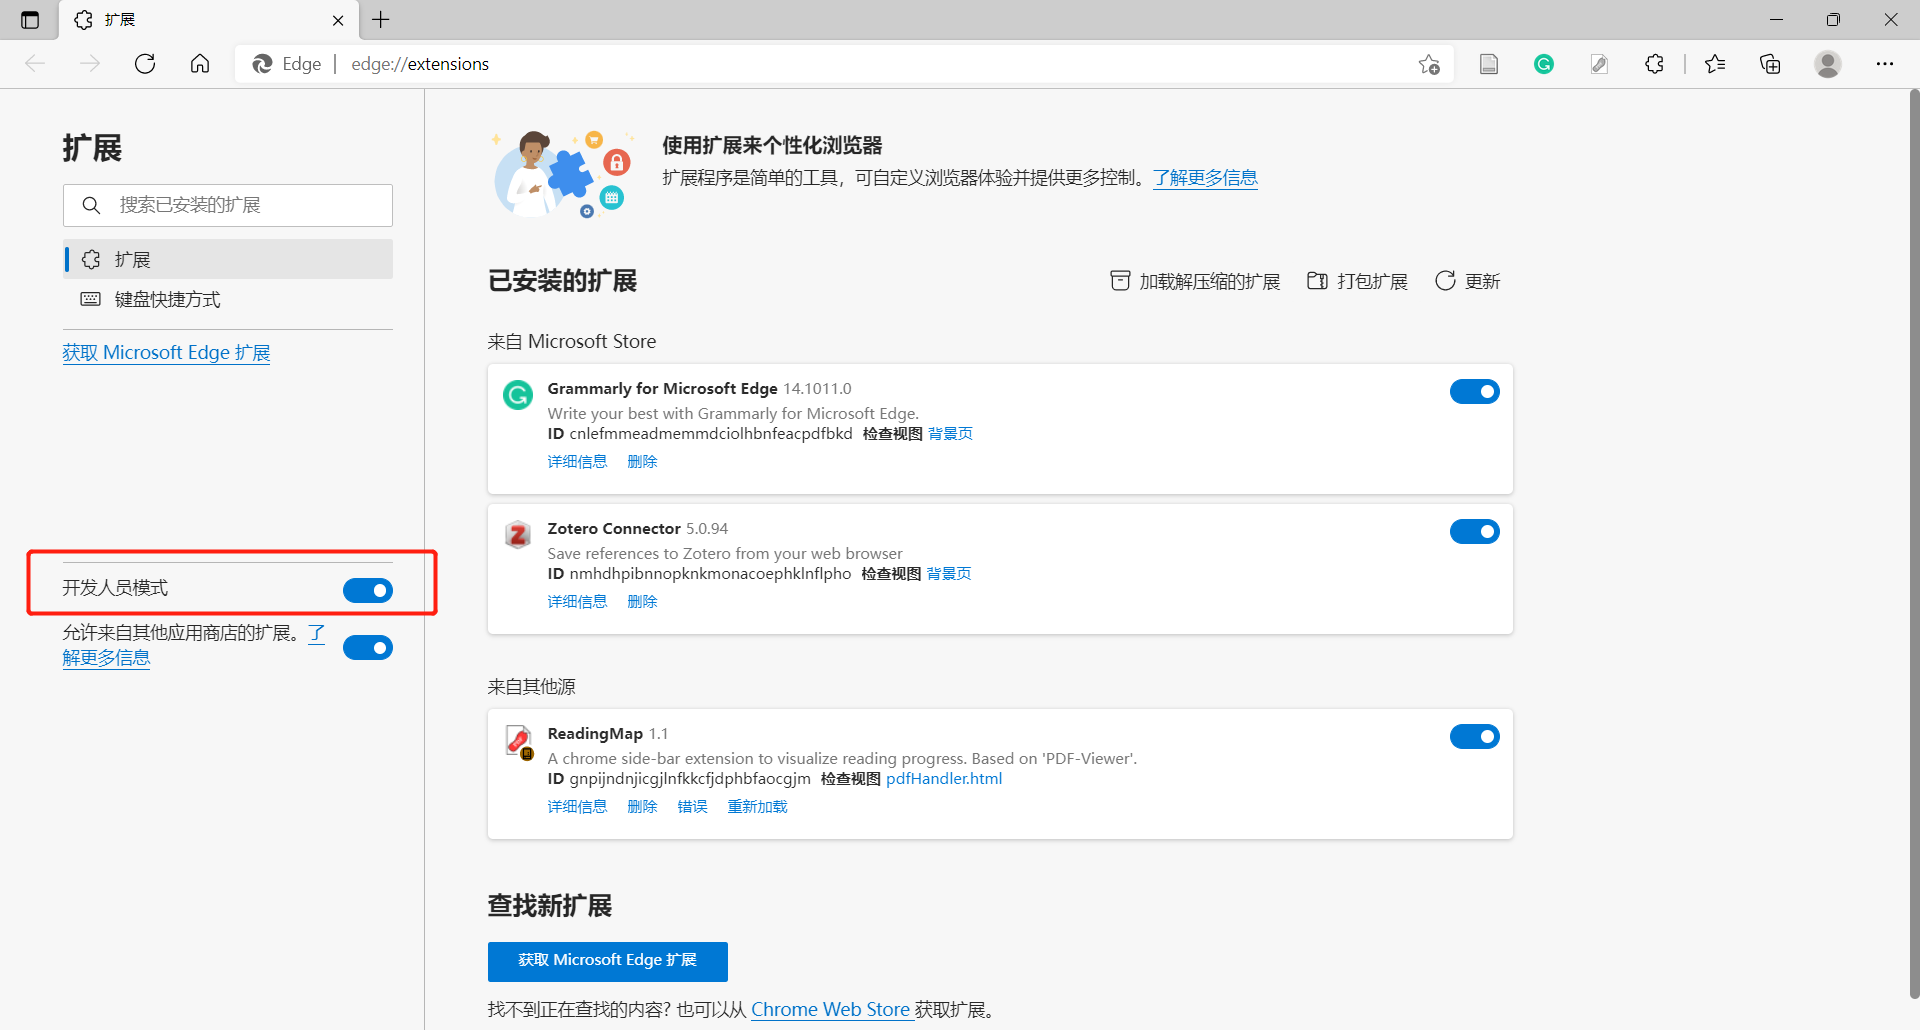 扩展
Edge | edge://extensions
扩展
搜索已安装的扩展
扩展
键盘快捷方式
获取 Microsoft Edge 扩展
开发人员模式
允许来自其他应用商店的扩展。了
解更多信息
使用扩展来个性化浏览器
扩展程序是简单的工具，可自定义浏览器体验并提供更多控制。了解更多信息
已安装的扩展
加载解压缩的扩展
打包扩展
更新
来自 Microsoft Store
Grammarly for Microsoft Edge 14.1011.0
Write your best with Grammarly for Microsoft Edge.
ID cnlefmmeadmemmdciolhbnfeacpdfbkd 检查视图 背景页
详细信息 删除
Zotero Connector 5.0.94
Save references to Zotero from your web browser
ID nmhdhpibnnopknkmonacoephklnflpho 检查视图 背景页
详细信息 删除
来自其他源
ReadingMap 1.1
A chrome side-bar extension to visualize reading progress. Based on 'PDF-Viewer'.
ID gnpijndnjicgjlnfkkcfjdphbfaocgjm 检查视图 pdfHandler.html
详细信息 删除 错误 重新加载
查找新扩展
获取 Microsoft Edge 扩展
找不到正在查找的内容? 也可以从 Chrome Web Store 获取扩展。